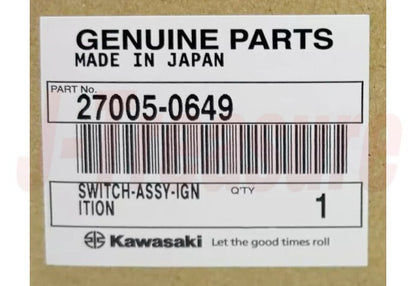 GENUINE PARTS
MADE IN JAPAN
PART No.
27005-0649
SWITCH-ASSY-IGN Q'TY
ITION 1
Kawasaki Let the good times roll
J-Treasure